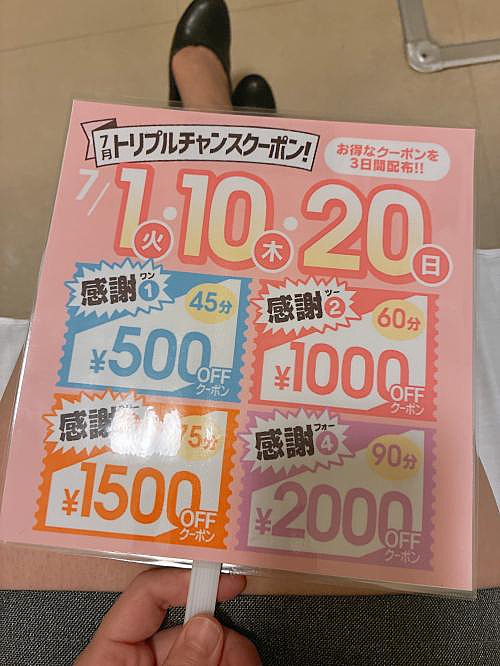 7月 トリプルチャンスクーポン!
お得なクーポンを
3日間配布!!
7/1火・10木・20日
ワン
感謝①
45分
¥500
OFF
クーポン
ツー
感謝②
60分
¥1000
OFF
クーポン
感謝
75分
¥1500
OFF
クーポン
フォー
感謝④
90分
¥2000
OFF
クーポン